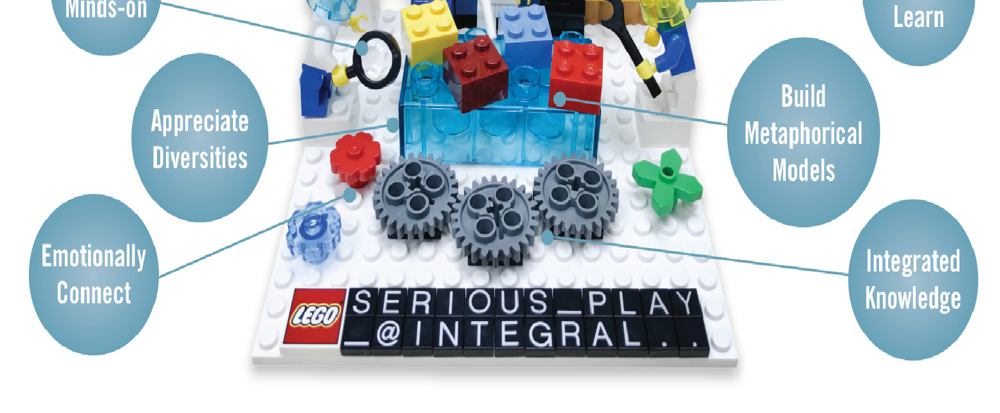 Minds-on
Learn
Appreciate
Diversities
Build
Metaphorical
Models
Emotionally
Connect
Integrated
Knowledge
LEGO
SERIOUS_PLAY
_@INTEGRAL..